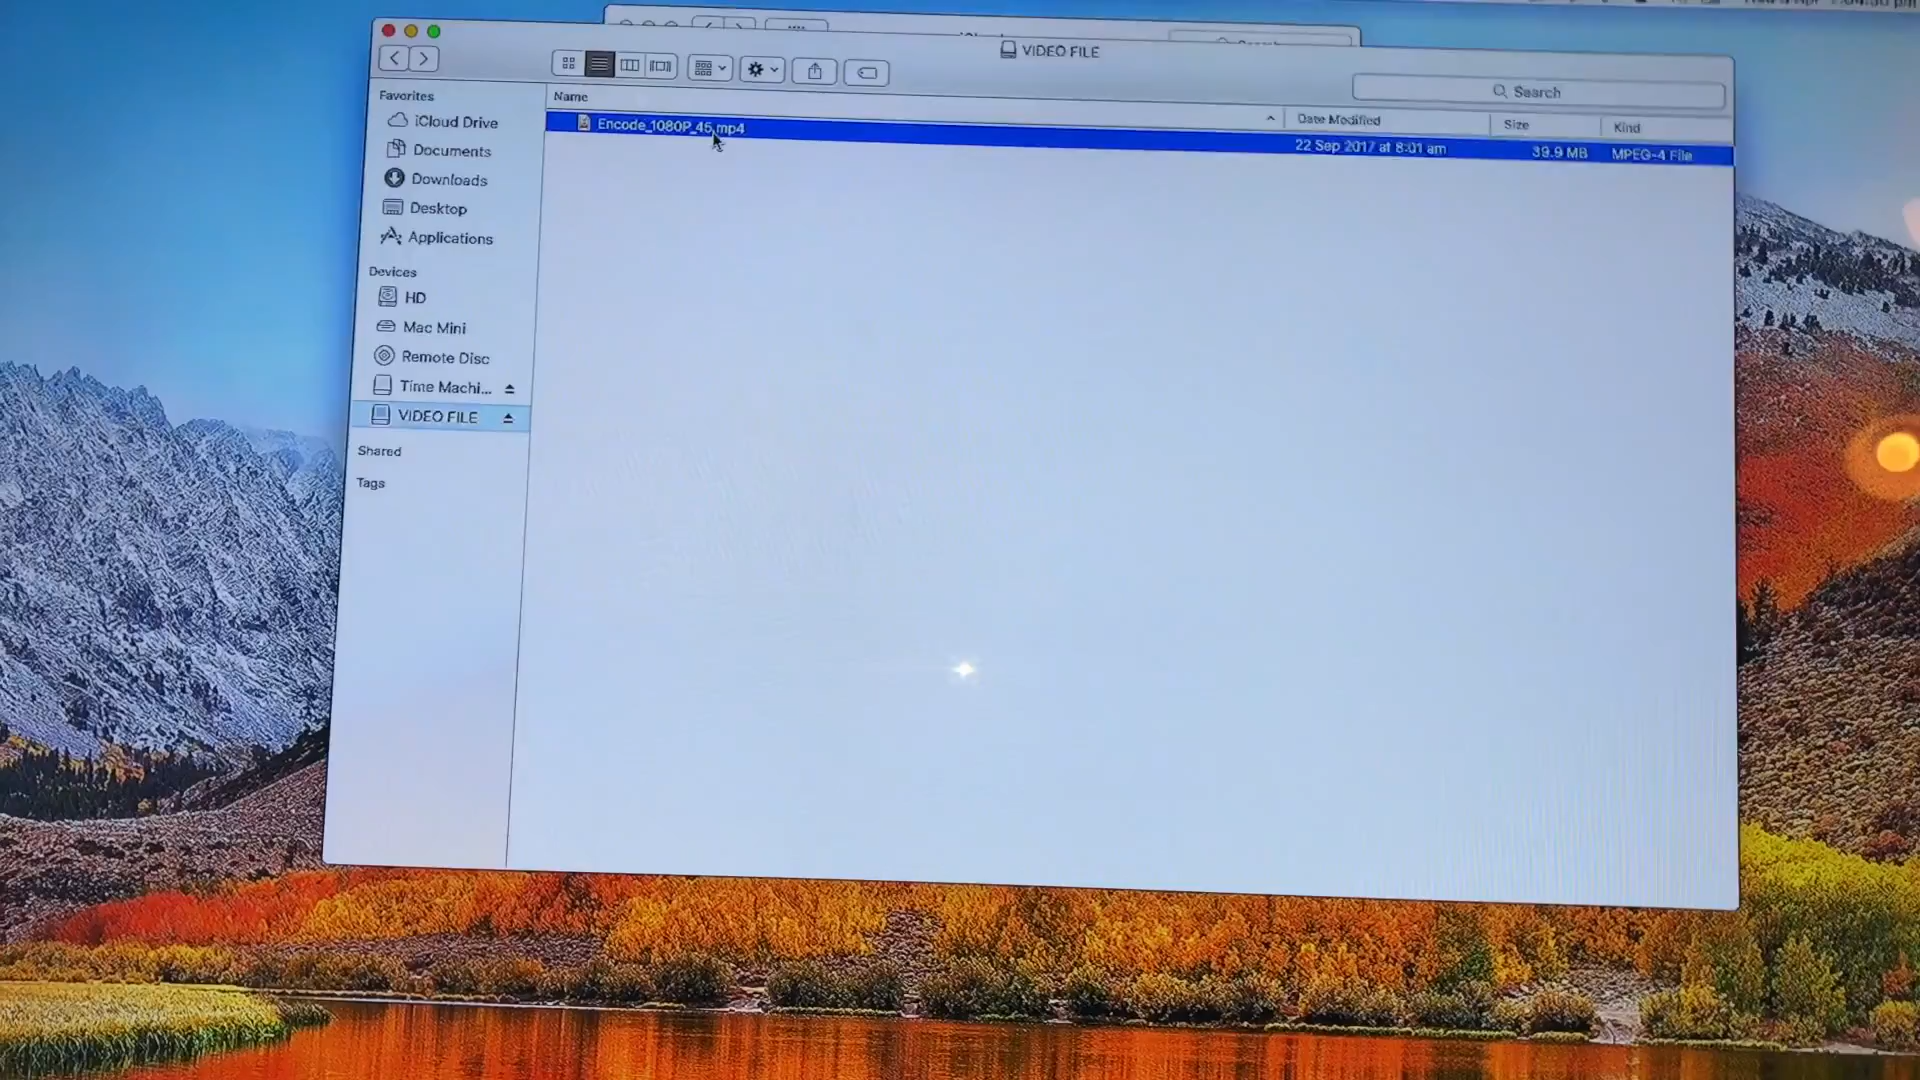 VIDEO FILE
Search
Favorites
iCloud Drive
Documents
Downloads
Desktop
Applications
Devices
HD
Mac Mini
Remote Disc
Time Machi...
VIDEO FILE
Shared
Tags
Name
Date Modified
Size
Kind
Encode_1080P_45.mp4
22 Sep 2017 at 8:01 am
39.9 MB
MPEG-4 File